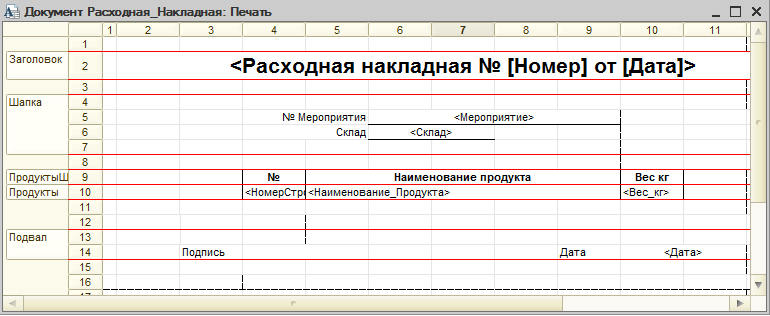 Документ Расходная_Накладная: Печать
1 2 3 4 5 6 7 8 9 10 11
1
Заголовок
2 <Расходная накладная № [Номер] от [Дата]>
3
Шапка 4
5 № Мероприятия <Мероприятие>
6 Склад <Склад>
7
8
ПродуктыШ 9 № Наименование продукта Вес кг
Продукты 10 <НомерСтр <Наименование_Продукта> <Вес_кг>
11
12
Подвал 13
14 Подпись Дата <Дата>
15
16
17